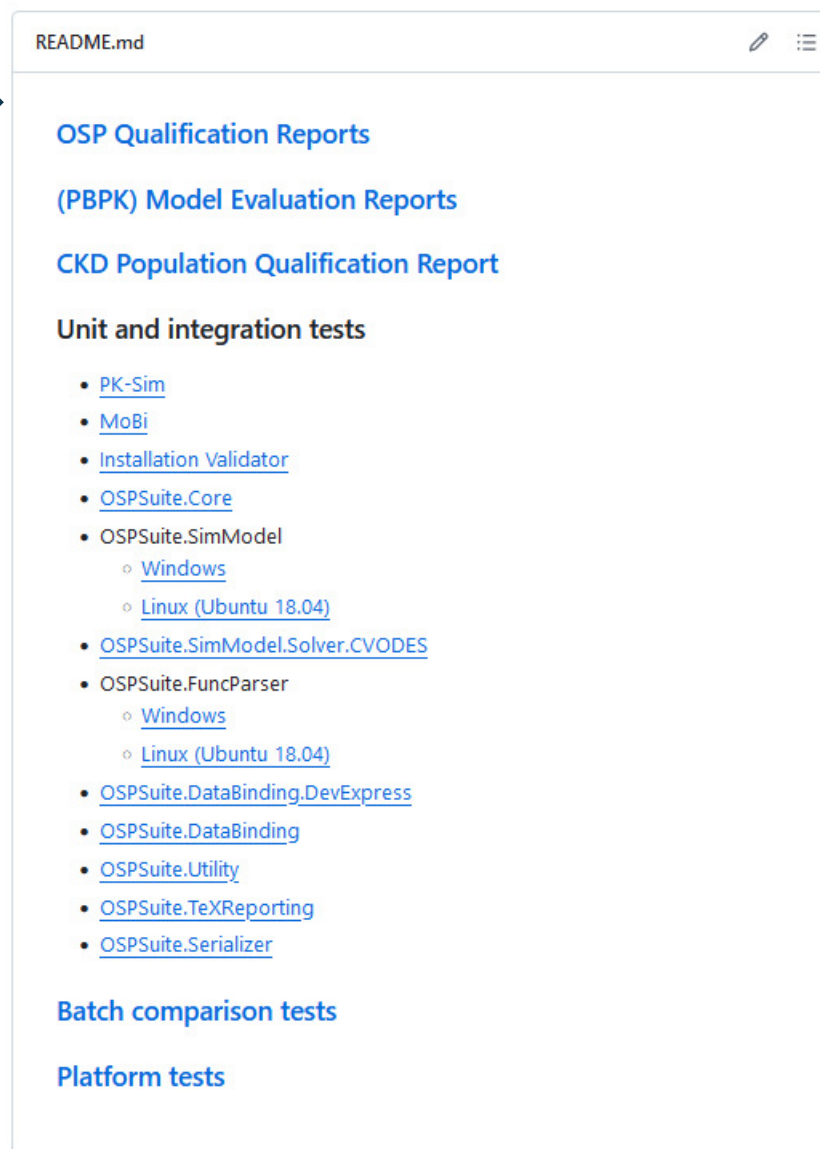 README.md
OSP Qualification Reports
(PBPK) Model Evaluation Reports
CKD Population Qualification Report
Unit and integration tests
PK-Sim
MoBi
Installation Validator
OSPSuite.Core
OSPSuite.SimModel
Windows
Linux (Ubuntu 18.04)
OSPSuite.SimModel.Solver.CVODES
OSPSuite.FuncParser
Windows
Linux (Ubuntu 18.04)
OSPSuite.DataBinding.DevExpress
OSPSuite.DataBinding
OSPSuite.Utility
OSPSuite.TeXReporting
OSPSuite.Serializer
Batch comparison tests
Platform tests